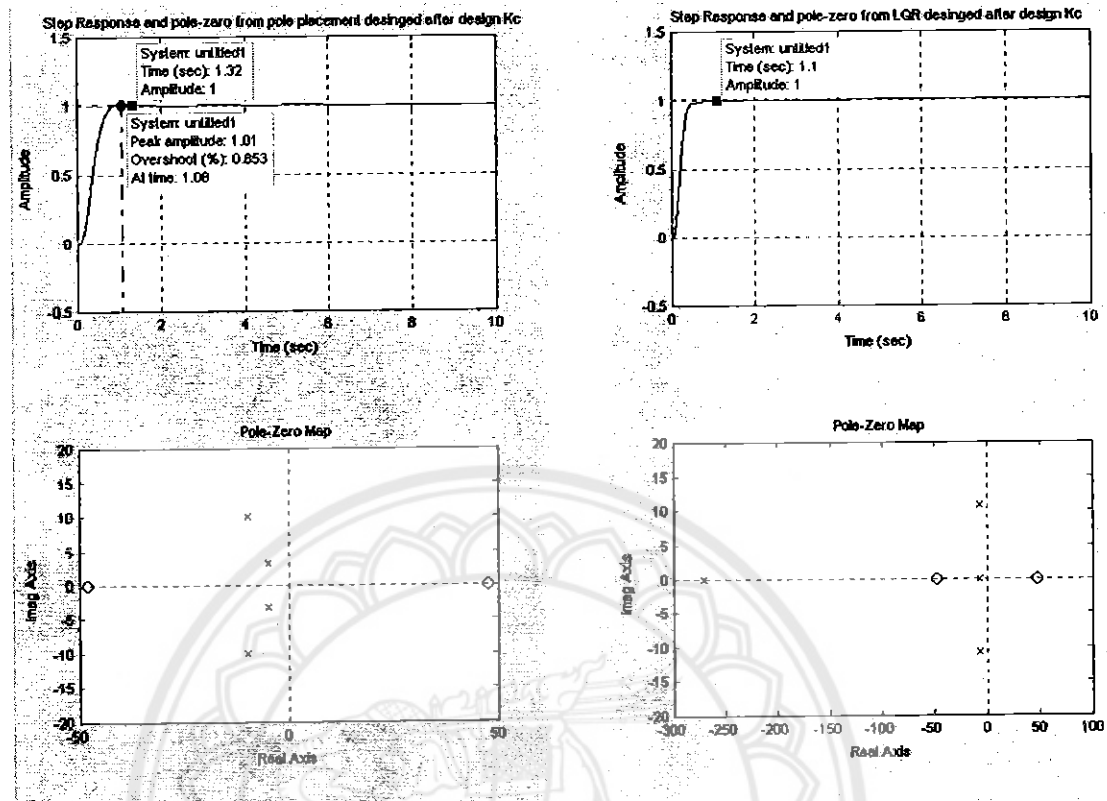 Step Response and pole-zero from pole placement desinged after design Kc
1.5
1
0.5
0
-0.5
Amplitude
System: untitled1
Time (sec): 1.32
Amplitude: 1
System: untitled1
Peak amplitude: 1.01
Overshoot (%): 0.853
At time: 1.08
0
2
4
6
8
10
Time (sec)
Step Response and pole-zero from LQR desinged after design Kc
1.5
1
0.5
0
-0.5
Amplitude
System: untitled1
Time (sec): 1.1
Amplitude: 1
0
2
4
6
8
10
Time (sec)
Pole-Zero Map
20
15
10
5
0
-5
-10
-15
-20
Imag Axis
-50
0
50
Real Axis
Pole-Zero Map
20
15
10
5
0
-5
-10
-15
-20
Imag Axis
-300
-250
-200
-150
-100
-50
0
50
100
Real Axis